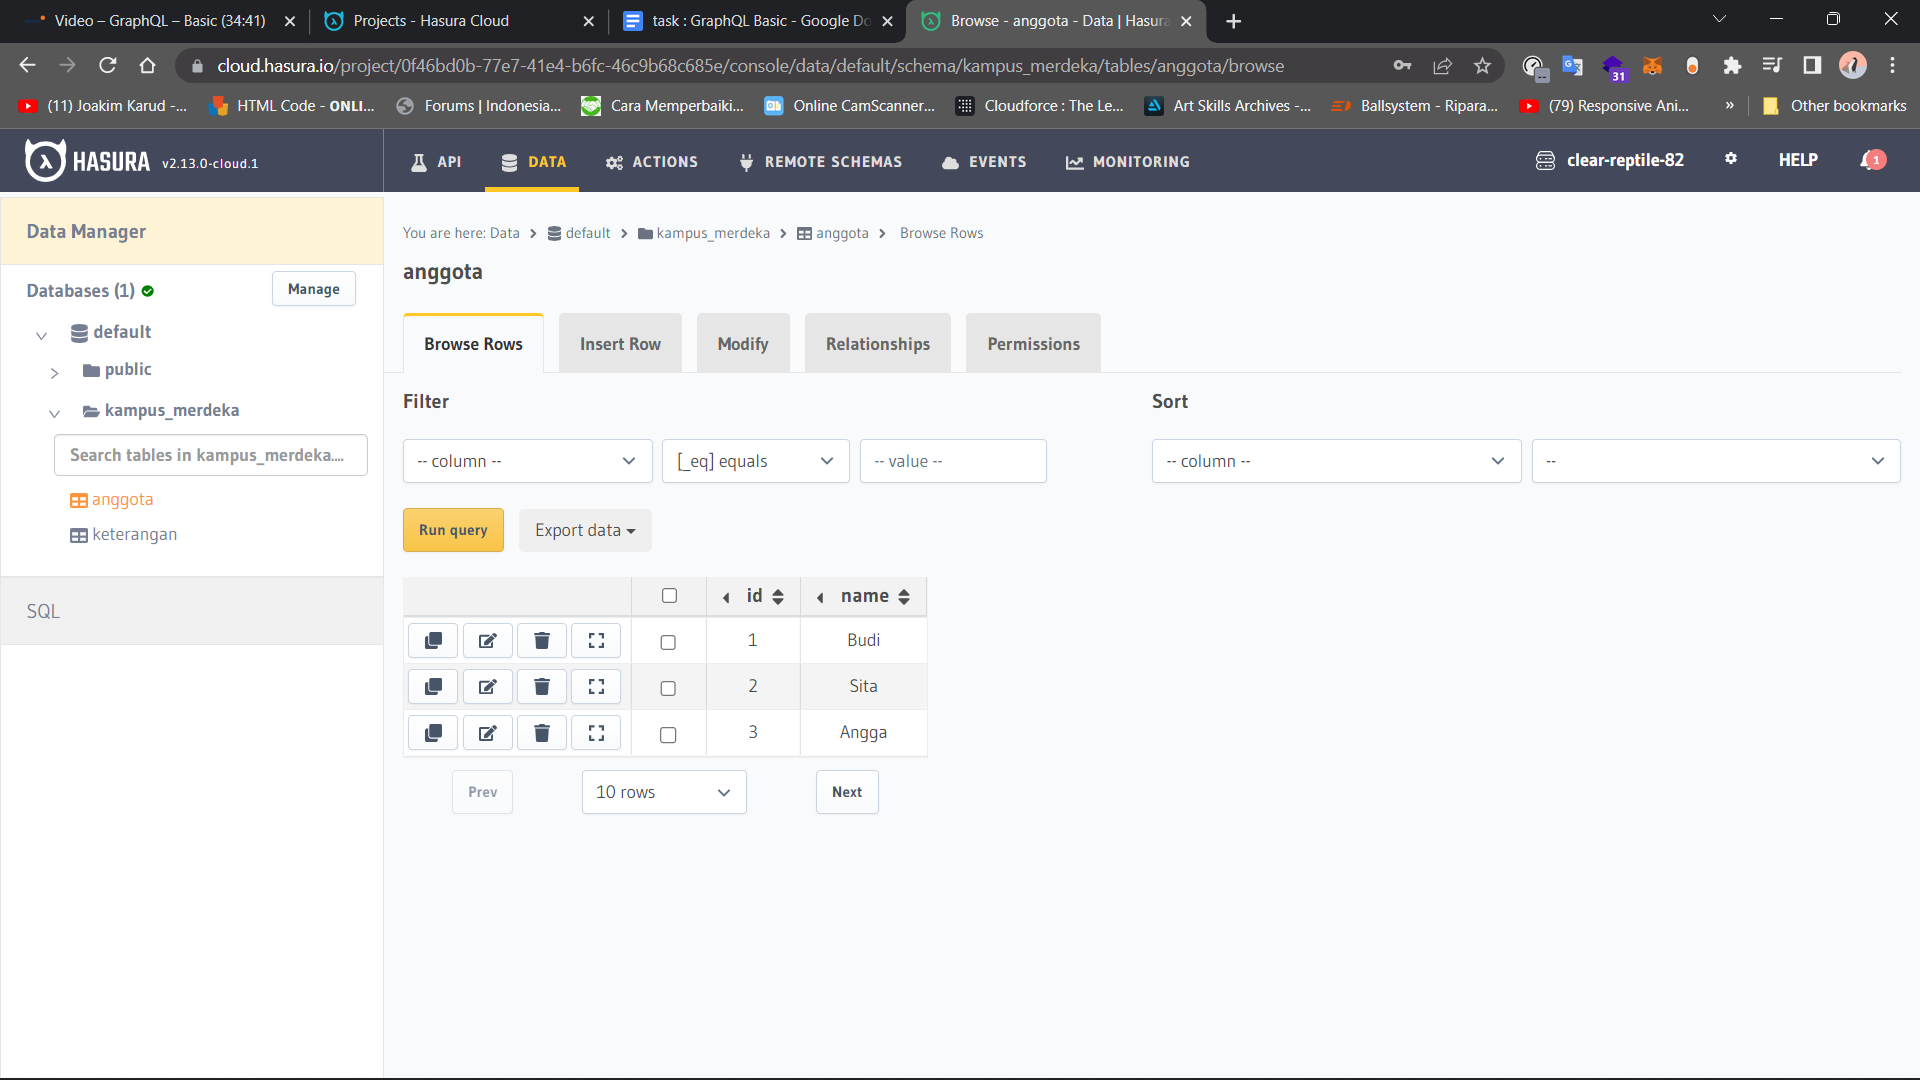 Video – GraphQL – Basic (34:41)
Projects - Hasura Cloud
task : GraphQL Basic - Google Do
Browse - anggota - Data | Hasura
cloud.hasura.io/project/0f46bd0b-77e7-41e4-b6fc-46c9b68c685e/console/data/default/schema/kampus_merdeka/tables/anggota/browse
31
(11) Joakim Karud -...
HTML Code - ONLI...
Forums | Indonesia...
Cara Memperbaiki...
Online CamScanner...
Cloudforce : The Le...
Art Skills Archives -...
Ballsystem - Ripara...
(79) Responsive Ani...
»
Other bookmarks
HASURA v2.13.0-cloud.1
API
DATA
ACTIONS
REMOTE SCHEMAS
EVENTS
MONITORING
clear-reptile-82
HELP
1
Data Manager
Databases (1)
Manage
default
public
kampus_merdeka
Search tables in kampus_merdeka....
anggota
keterangan
SQL
You are here: Data > default > kampus_merdeka > anggota > Browse Rows
anggota
Browse Rows
Insert Row
Modify
Relationships
Permissions
Filter
Sort
-- column --
[_eq] equals
-- value --
-- column --
--
Run query
Export data
id name
1 Budi
2 Sita
3 Angga
Prev
10 rows
Next